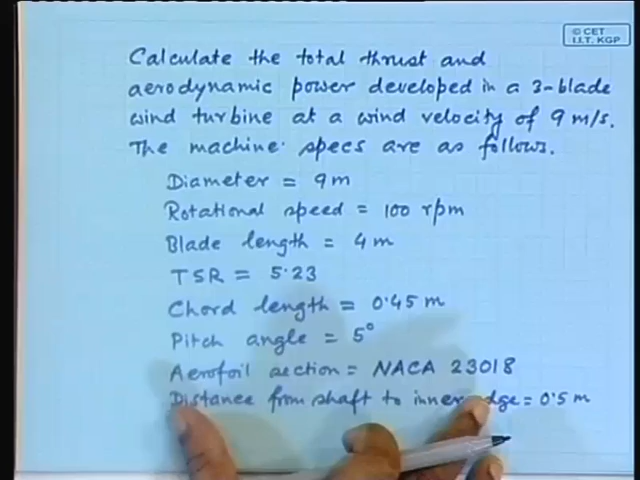 © CET
I.I.T. KGP
Calculate the total thrust and
aerodynamic power developed in a 3-blade
wind turbine at a wind velocity of 9 m/s.
The machine specs are as follows.
Diameter = 9m
Rotational speed = 100 rpm
Blade length = 4 m
TSR = 5.23
Chord length = 0.45 m
Pitch angle = 5°
Aerofoil section = NACA 23018
Distance from shaft to inner edge = 0.5 m